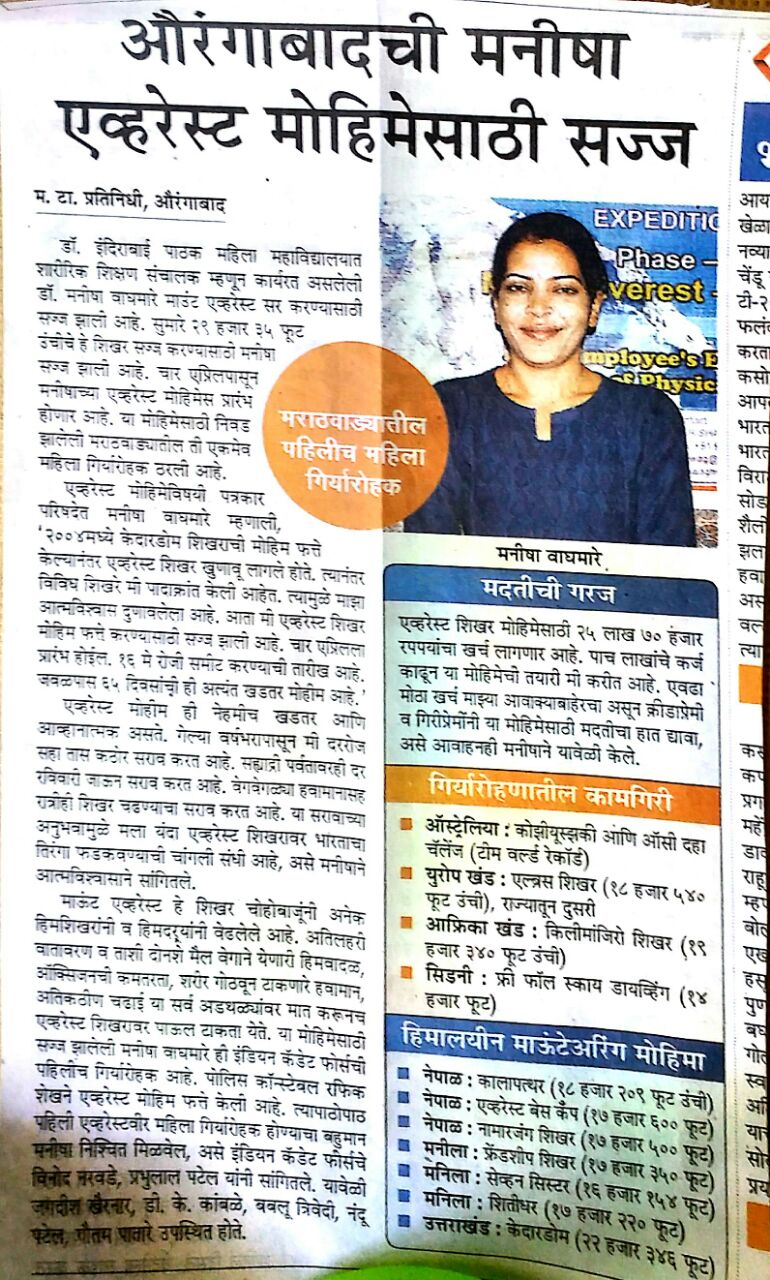 औरंगाबादची मनीषा
एव्हरेस्ट मोहिमेसाठी सज्ज
म. टा. प्रतिनिधी, औरंगाबाद
डॉ. इंदिराबाई पाठक महिला महाविद्यालयात
शारीरिक शिक्षण संचालक म्हणून कार्यरत असलेली
डॉ. मनीषा वाघमारे माउंट एव्हरेस्ट सर करण्यासाठी
सज्ज झाली आहे. सुमारे २९ हजार ३५ फूट
उंचीचे हे शिखर सज्ज करण्यासाठी मनीषा
सज्ज झाली आहे. चार एप्रिलपासून
मनीषाच्या एव्हरेस्ट मोहिमेस प्रारंभ
होणार आहे. या मोहिमेसाठी निवड
झालेली मराठवाड्यातील ती एकमेव
महिला गिर्यारोहक ठरली आहे.
एव्हरेस्ट मोहिमेविषयी पत्रकार
परिषदेत मनीषा वाघमारे म्हणाली,
'२००४मध्ये केदारडोम शिखराची मोहिम फत्ते
केल्यानंतर एव्हरेस्ट शिखर खुणावू लागले होते. त्यानंतर
विविध शिखरे मी पादाक्रांत केली आहेत. त्यामुळे माझा
आत्मविश्वास दुणावलेला आहे. आता मी एव्हरेस्ट शिखर
मोहिम फत्ते करण्यासाठी सज्ज झाली आहे. चार एप्रिलला
प्रारंभ होईल. १६ मे रोजी समीट करण्याची तारीख आहे.
जवळपास ६५ दिवसांची ही अत्यंत खडतर मोहीम आहे.'
एव्हरेस्ट मोहीम ही नेहमीच खडतर आणि
आव्हानात्मक असते. गेल्या वर्षभरापासून मी दररोज
सहा तास कठोर सराव करत आहे. सह्याद्री पर्वतावरही दर
रविवारी जाऊन सराव करत आहे. वेगवेगळ्या हवामानासह
रात्रीही शिखर चढण्याचा सराव करत आहे. या सरावाच्या
अनुभवामुळे मला यंदा एव्हरेस्ट शिखरावर भारताचा
तिरंगा फडकवण्याची चांगली संधी आहे, असे मनीषाने
आत्मविश्वासाने सांगितले.
माऊंट एव्हरेस्ट हे शिखर चोहोबाजूंनी अनेक
हिमशिखरांनी व हिमदऱ्यांनी वेढलेले आहे. अतिलहरी
वातावरण व ताशी दोनशे मैल वेगाने येणारी हिमवादळ,
ऑक्सिजनची कमतरता, शरीर गोठवून टाकणारे हवामान,
अतिकठीण चढाई या सर्व अडथळ्यांवर मात करूनच
एव्हरेस्ट शिखरावर पाऊल टाकता येते. या मोहिमेसाठी
सज्ज झालेली मनीषा वाघमारे ही इंडियन कॅडेट फोर्सची
पहिलीच गिर्यारोहक आहे. पोलिस कॉन्स्टेबल रफिक
शेखने एव्हरेस्ट मोहिम फत्ते केली आहे. त्यापाठोपाठ
पहिली एव्हरेस्टवीर महिला गिर्यारोहक होण्याचा बहुमान
मनीषा निश्चित मिळवेल, असे इंडियन कॅडेट फोर्सचे
विनोद नरवडे, प्रभुलाल पटेल यांनी सांगितले. यावेळी
जगदीश खैरनार, डी. के. कांबळे, बबलू त्रिवेदी, नंदू
पटेल, गौतम पातारे उपस्थित होते.
मराठवाड्यातील
पहिलीच महिला
गिर्यारोहक
EXPEDITIO
Phase –
verest -
mployee's E
of Physic
मनीषा वाघमारे
मदतीची गरज
एव्हरेस्ट शिखर मोहिमेसाठी २५ लाख ७० हंजार
रपपयांचा खर्च लागणार आहे. पाच लाखांचे कर्ज
काढून या मोहिमेची तयारी मी करीत आहे. एवढा
मोठा खर्च माझ्या आवाक्याबाहेरचा असून क्रीडाप्रेमी
व गिरीप्रेमींनी या मोहिमेसाठी मदतीचा हात द्यावा,
असे आवाहनही मनीषाने यावेळी केले.
गिर्यारोहणातील कामगिरी
ऑस्ट्रेलिया : कोझीयूस्झकी आणि ऑसी दहा
चॅलेंज (टीम वर्ल्ड रेकॉर्ड)
युरोप खंड : एल्ब्रस शिखर (१८ हजार ५४०
फूट उंची), राज्यातून दुसरी
आफ्रिका खंड : किलीमांजिरो शिखर (१९
हजार ३४० फूट उंची)
सिडनी : फ्री फॉल स्काय डायव्हिंग (१४
हजार फूट)
हिमालयीन माऊंटेअरिंग मोहिमा
नेपाळ : कालापत्थर (१८ हजार २०९ फूट उंची)
नेपाळ : एव्हरेस्ट बेस कँप (१७ हजार ६०० फूट)
नेपाळ : नामारजंग शिखर (१७ हजार ५०० फूट)
मनीला : फ्रेंडशीप शिखर (१७ हजार ३५० फूट)
मनिला : सेव्हन सिस्टर (१६ हजार १५४ फूट)
मनिला : शितीधर (१७ हजार २२० फूट)
उत्तराखंड : केदारडोम (२२ हजार ३४६ फूट)